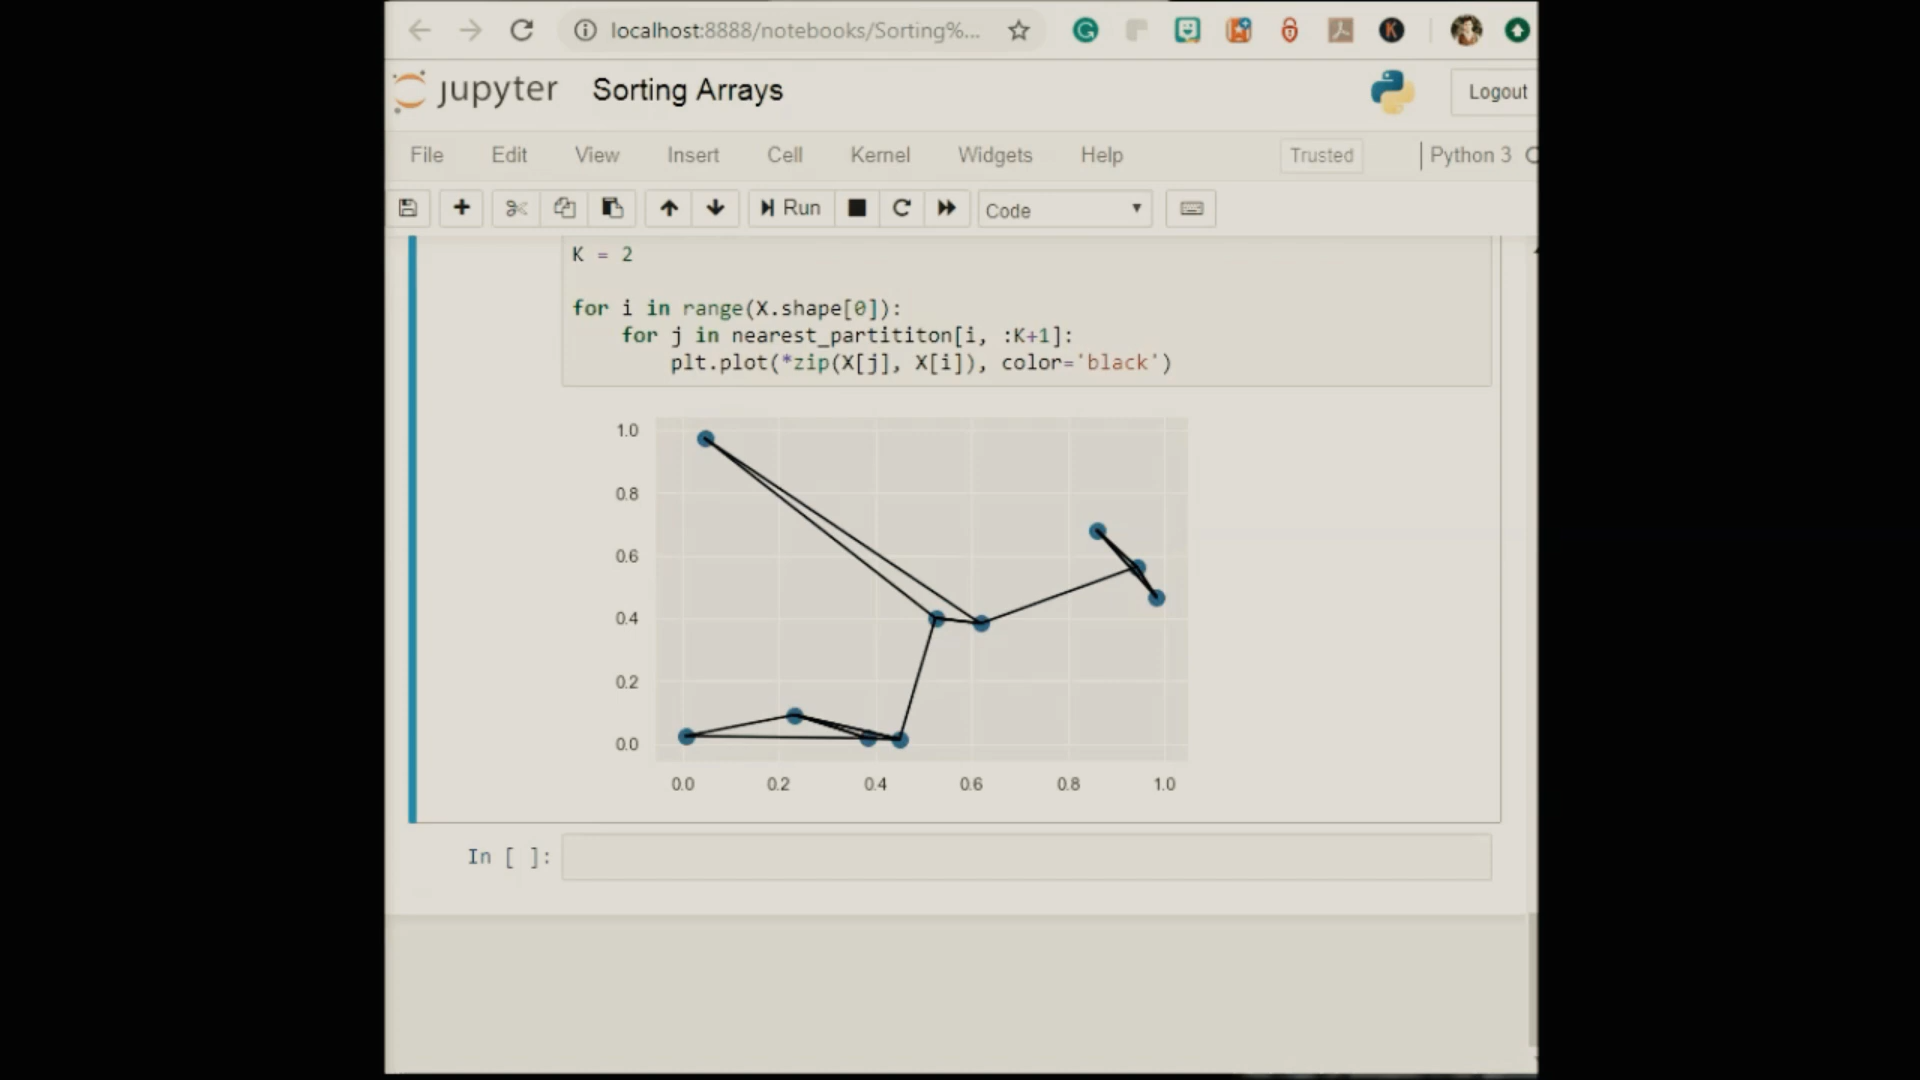 localhost:8888/notebooks/Sorting%...
jupyter Sorting Arrays
Logout
File Edit View Insert Cell Kernel Widgets Help Trusted Python 3
Run Code
K = 2
for i in range(X.shape[0]):
for j in nearest_partititon[i, :K+1]:
plt.plot(*zip(X[j], X[i]), color='black')
1.0
0.8
0.6
0.4
0.2
0.0
0.0 0.2 0.4 0.6 0.8 1.0
In [ ]: